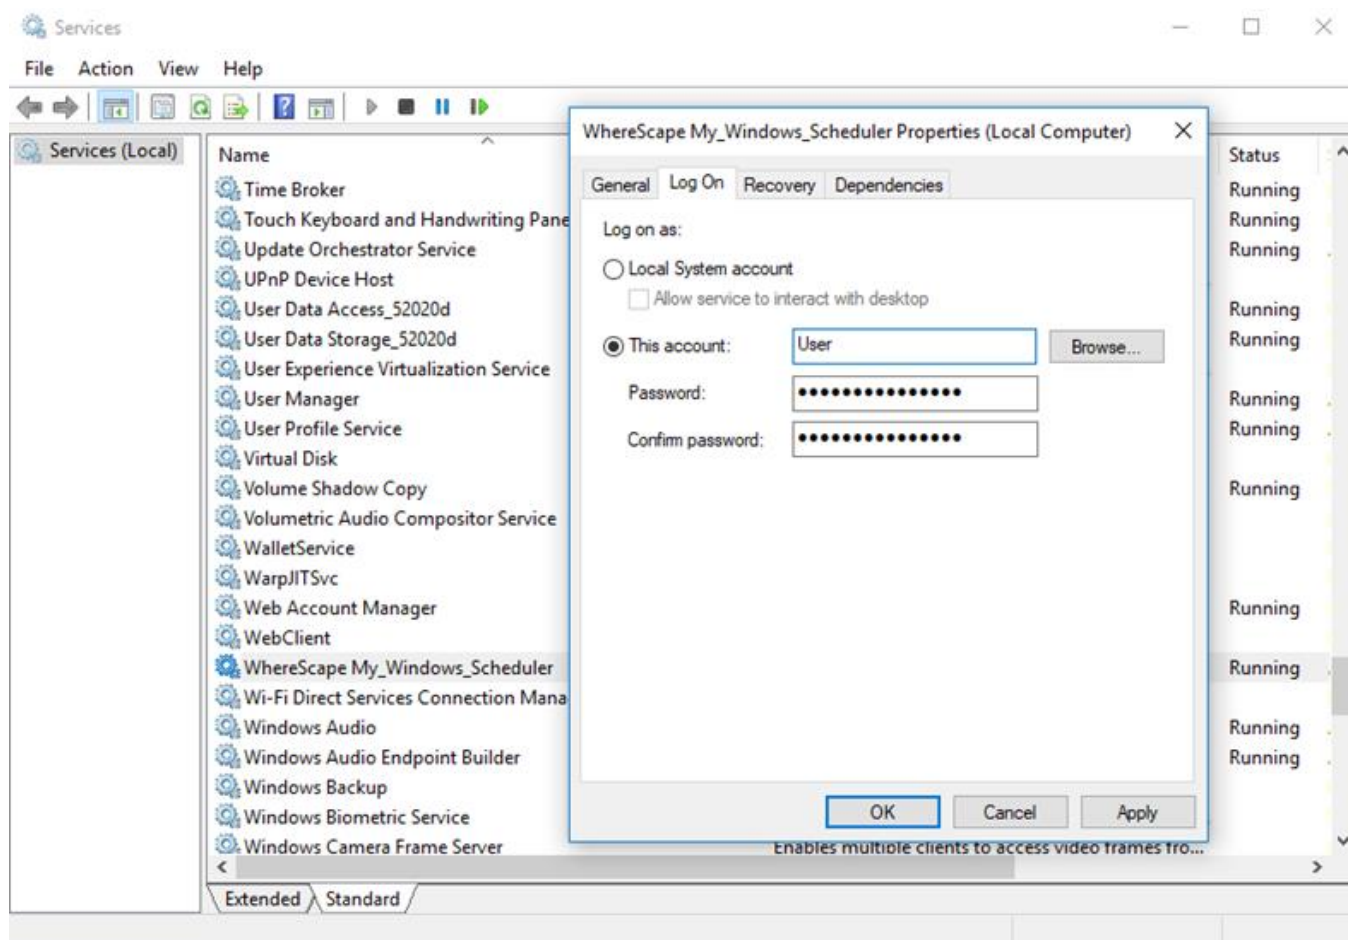 Services
File Action View Help
Services (Local)
Name
Status
Time Broker
Running
Touch Keyboard and Handwriting Pane
Running
Update Orchestrator Service
Running
UPnP Device Host
User Data Access_52020d
Running
User Data Storage_52020d
Running
User Experience Virtualization Service
User Manager
Running
User Profile Service
Running
Virtual Disk
Volume Shadow Copy
Running
Volumetric Audio Compositor Service
WalletService
WarpJITSvc
Web Account Manager
Running
WebClient
WhereScape My_Windows_Scheduler
Running
Wi-Fi Direct Services Connection Mana
Windows Audio
Running
Windows Audio Endpoint Builder
Running
Windows Backup
Windows Biometric Service
Windows Camera Frame Server
Enables multiple clients to access video frames fro...
Extended Standard
WhereScape My_Windows_Scheduler Properties (Local Computer)
General Log On Recovery Dependencies
Log on as:
Local System account
Allow service to interact with desktop
This account: User Browse...
Password: •••••••••••••••
Confirm password: •••••••••••••••
OK Cancel Apply